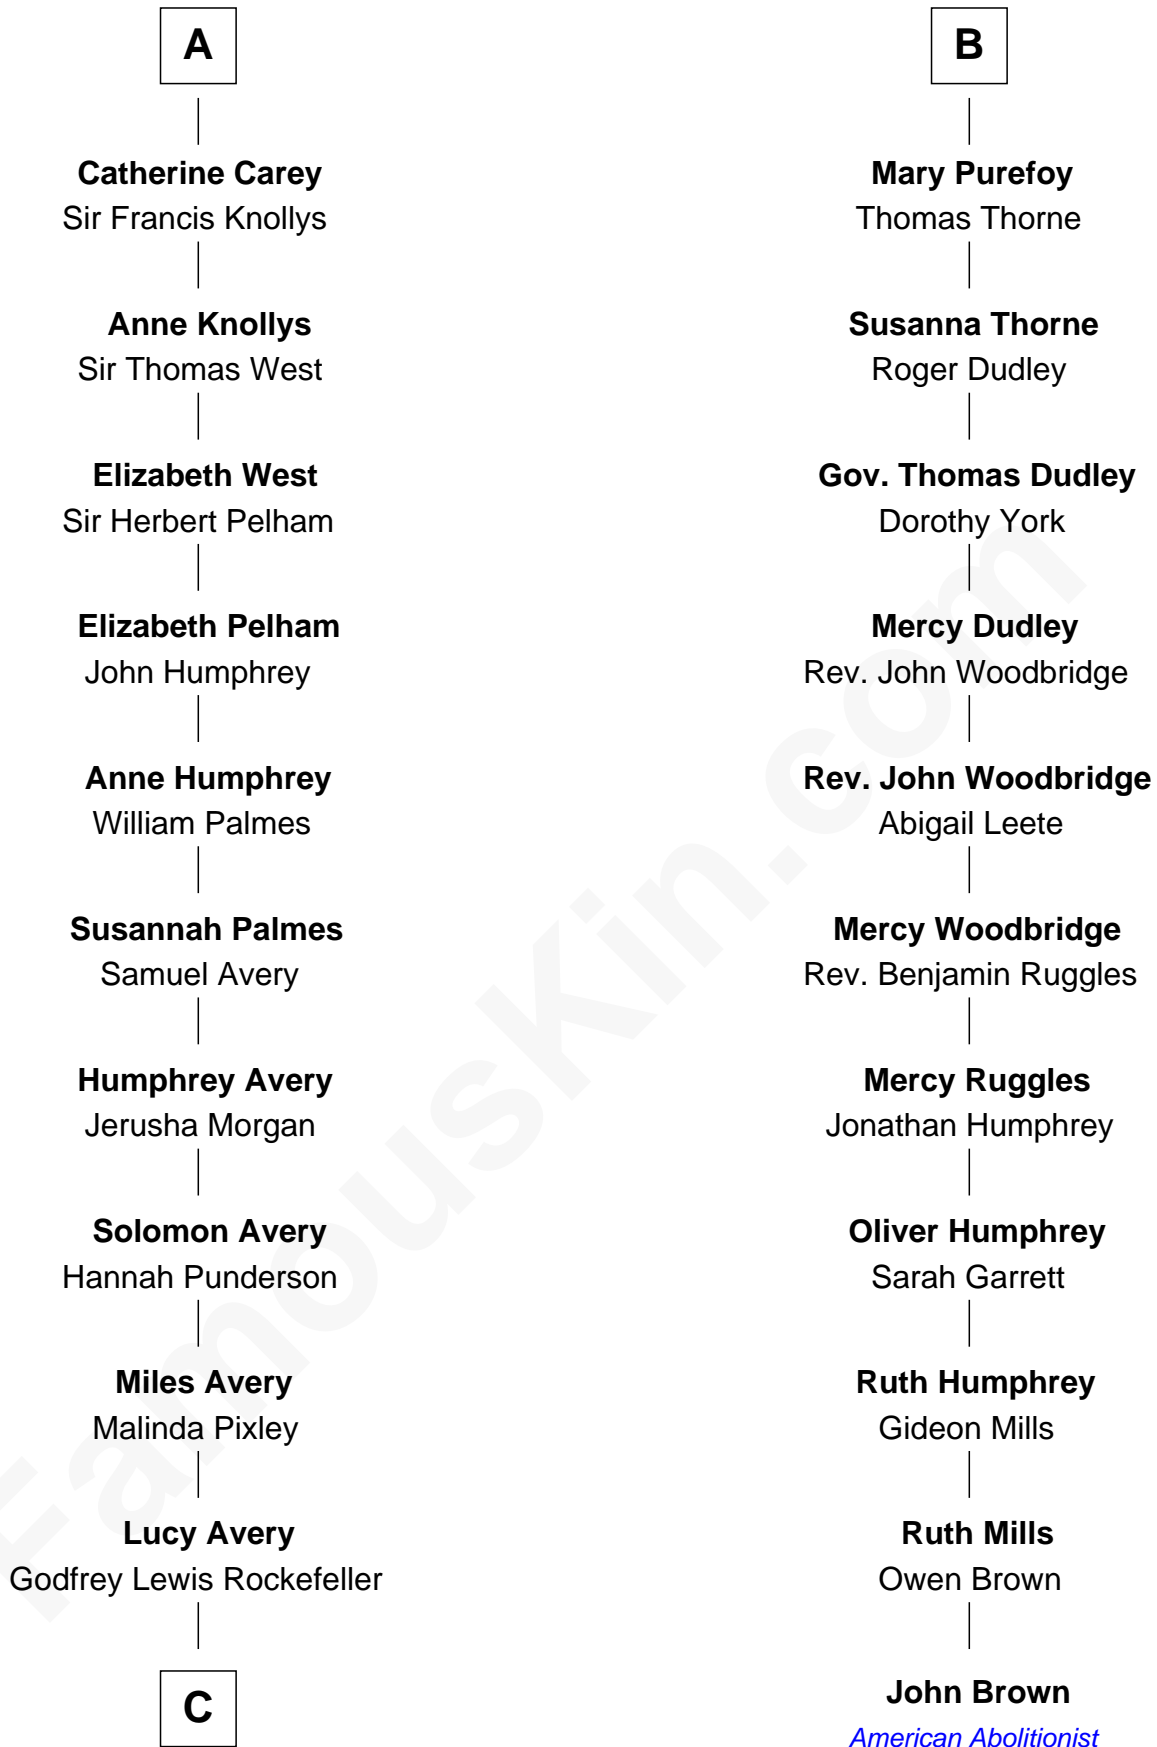 A
Catherine Carey
Sir Francis Knollys
Anne Knollys
Sir Thomas West
Elizabeth West
Sir Herbert Pelham
Elizabeth Pelham
John Humphrey
Anne Humphrey
William Palmes
Susannah Palmes
Samuel Avery
Humphrey Avery
Jerusha Morgan
Solomon Avery
Hannah Punderson
Miles Avery
Malinda Pixley
Lucy Avery
Godfrey Lewis Rockefeller
C
B
Mary Purefoy
Thomas Thorne
Susanna Thorne
Roger Dudley
Gov. Thomas Dudley
Dorothy York
Mercy Dudley
Rev. John Woodbridge
Rev. John Woodbridge
Abigail Leete
Mercy Woodbridge
Rev. Benjamin Ruggles
Mercy Ruggles
Jonathan Humphrey
Oliver Humphrey
Sarah Garrett
Ruth Humphrey
Gideon Mills
Ruth Mills
Owen Brown
John Brown
American Abolitionist
FamousKin.com